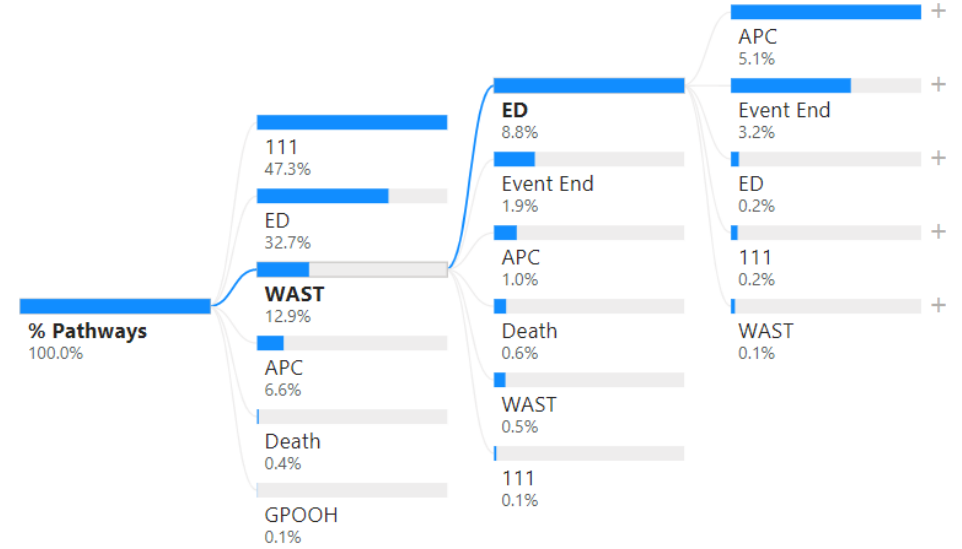 % Pathways
100.0%
111
47.3%
ED
32.7%
WAST
12.9%
APC
6.6%
Death
0.4%
GPOOH
0.1%
ED
8.8%
Event End
1.9%
APC
1.0%
Death
0.6%
WAST
0.5%
111
0.1%
APC
5.1%
Event End
3.2%
ED
0.2%
111
0.2%
WAST
0.1%